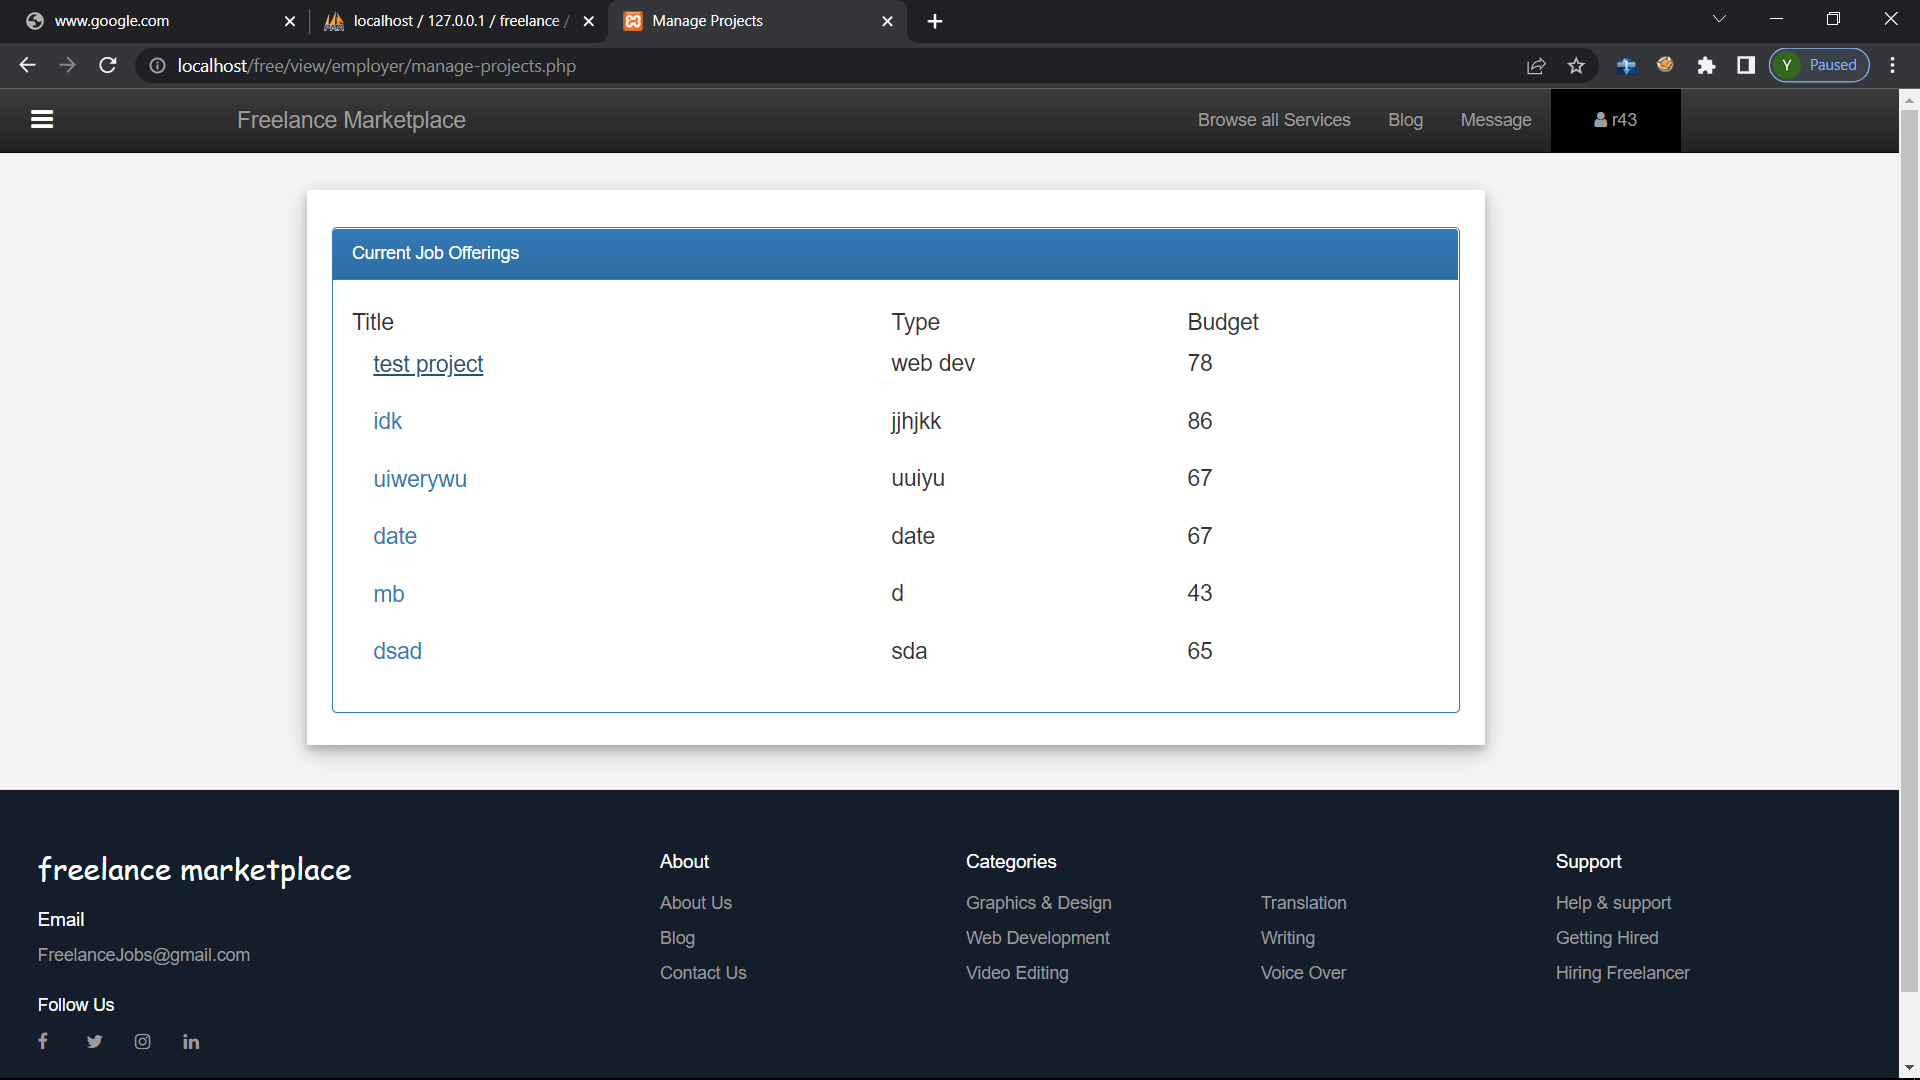 www.google.com
localhost / 127.0.0.1 / freelance /
Manage Projects
localhost/free/view/employer/manage-projects.php
Y Paused
Freelance Marketplace
Browse all Services Blog Message r43
Current Job Offerings
Title Type Budget
test project web dev 78
idk jjhjkk 86
uiwerywu uuiyu 67
date date 67
mb d 43
dsad sda 65
freelance marketplace
Email
FreelanceJobs@gmail.com
Follow Us
About
About Us
Blog
Contact Us
Categories
Graphics & Design
Web Development
Video Editing
Translation
Writing
Voice Over
Support
Help & support
Getting Hired
Hiring Freelancer